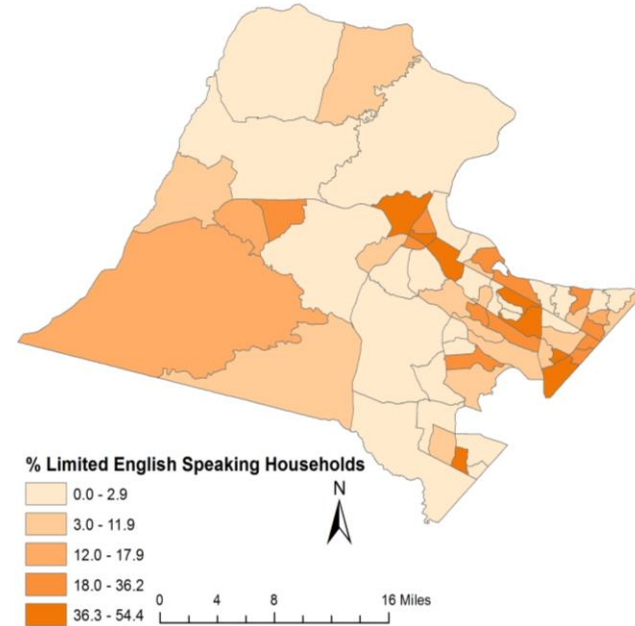 % Limited English Speaking Households
0.0 - 2.9
3.0 - 11.9
12.0 - 17.9
18.0 - 36.2
36.3 - 54.4
N
0 4 8 16 Miles